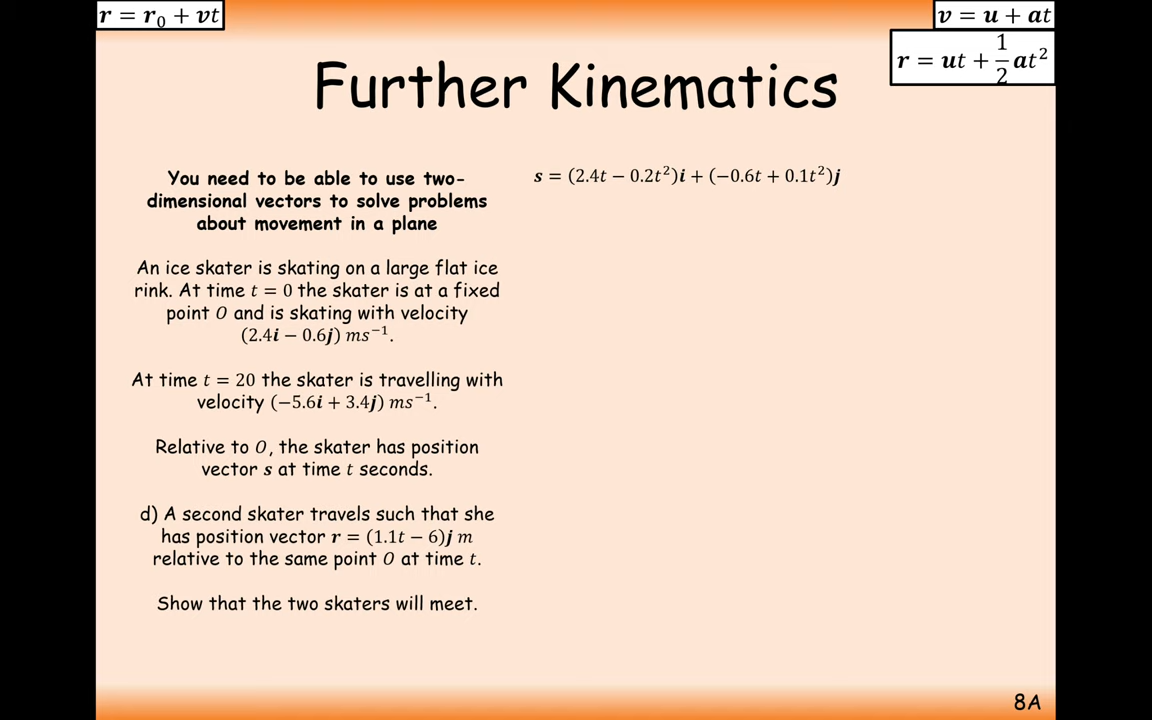 r = r₀ + vt
v = u + at
r = ut + 1/2 at²
Further Kinematics
You need to be able to use two-
dimensional vectors to solve problems
about movement in a plane
An ice skater is skating on a large flat ice
rink. At time t = 0 the skater is at a fixed
point O and is skating with velocity
(2.4i − 0.6j) ms⁻¹.
At time t = 20 the skater is travelling with
velocity (−5.6i + 3.4j) ms⁻¹.
Relative to O, the skater has position
vector s at time t seconds.
d) A second skater travels such that she
has position vector r = (1.1t − 6)j m
relative to the same point O at time t.
Show that the two skaters will meet.
s = (2.4t − 0.2t²)i + (−0.6t + 0.1t²)j
8A